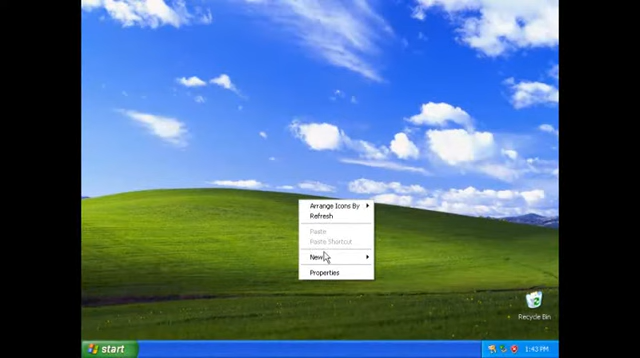 Arrange Icons By
Refresh
Paste
Paste Shortcut
New
Properties
Recycle Bin
start
1:43 PM